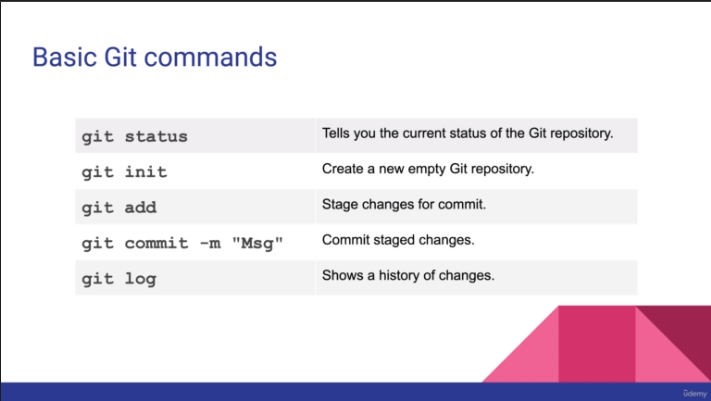 Basic Git commands
git status Tells you the current status of the Git repository.
git init Create a new empty Git repository.
git add Stage changes for commit.
git commit -m "Msg" Commit staged changes.
git log Shows a history of changes.
ûdemy